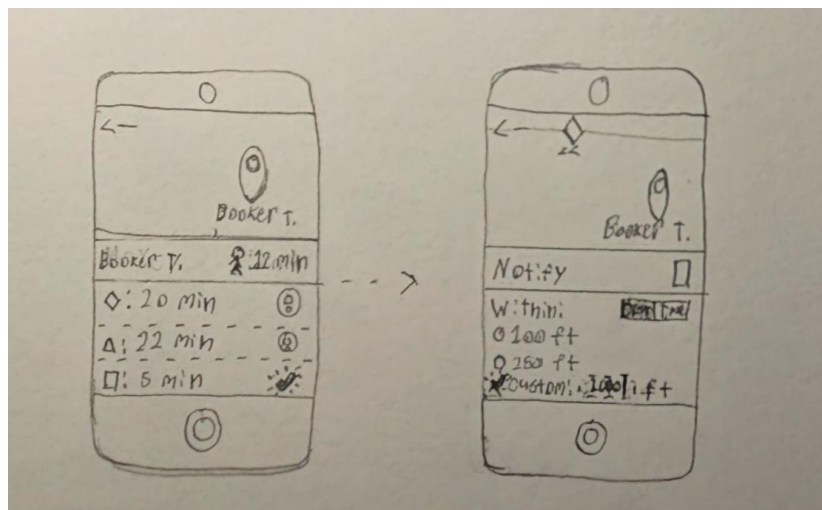 Booker T.
Booker T. :12 min
: 20 min
: 22 min
: 5 min
Booker T.
Notify
Within:
100 ft
250 ft
Custom: ft